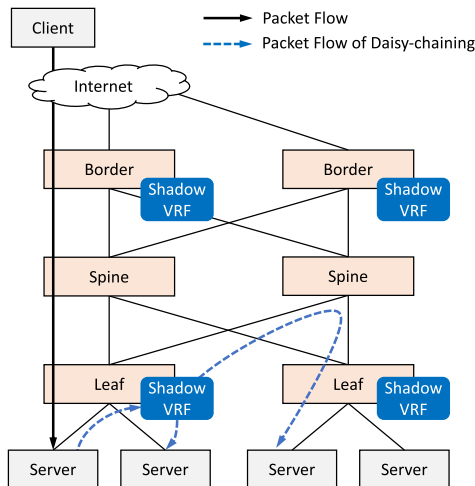 Packet Flow
Packet Flow of Daisy-chaining
Client
Internet
Border
Shadow
VRF
Border
Shadow
VRF
Spine
Spine
Leaf
Shadow
VRF
Leaf
Shadow
VRF
Server
Server
Server
Server